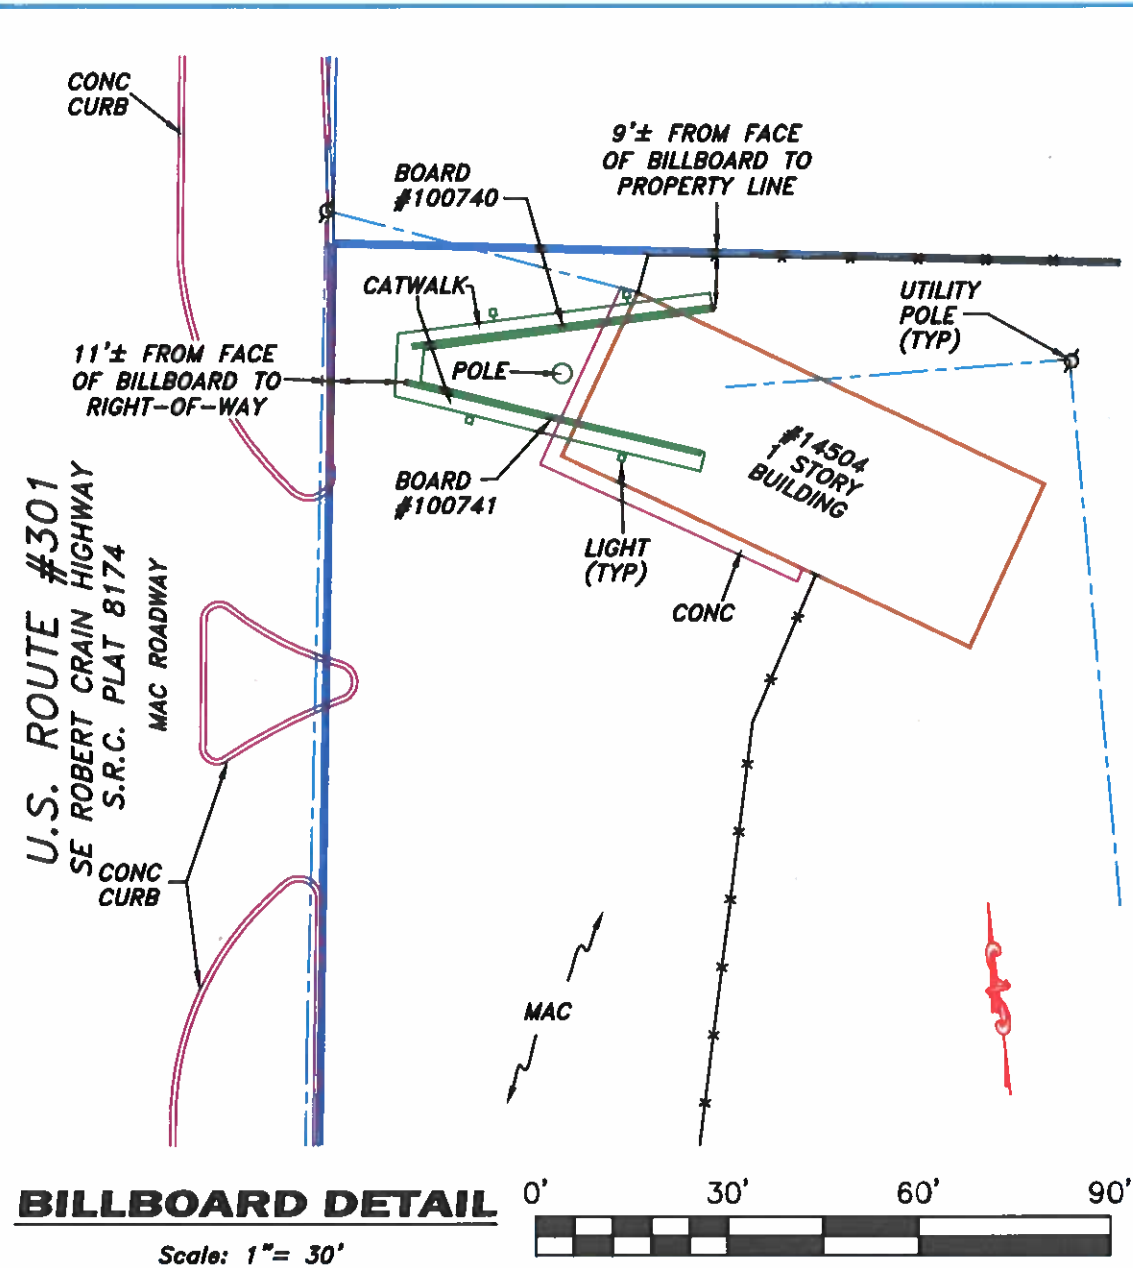 CONC
CURB
9'± FROM FACE
OF BILLBOARD TO
PROPERTY LINE
BOARD
#100740
CATWALK
UTILITY
POLE
(TYP)
11'± FROM FACE
OF BILLBOARD TO
RIGHT-OF-WAY
POLE
#14504
1 STORY
BUILDING
BOARD
#100741
LIGHT
(TYP)
CONC
U.S. ROUTE #301
SE ROBERT CRAIN HIGHWAY
S.R.C. PLAT 8174
MAC ROADWAY
CONC
CURB
MAC
BILLBOARD DETAIL
Scale: 1"= 30'
0' 30' 60' 90'